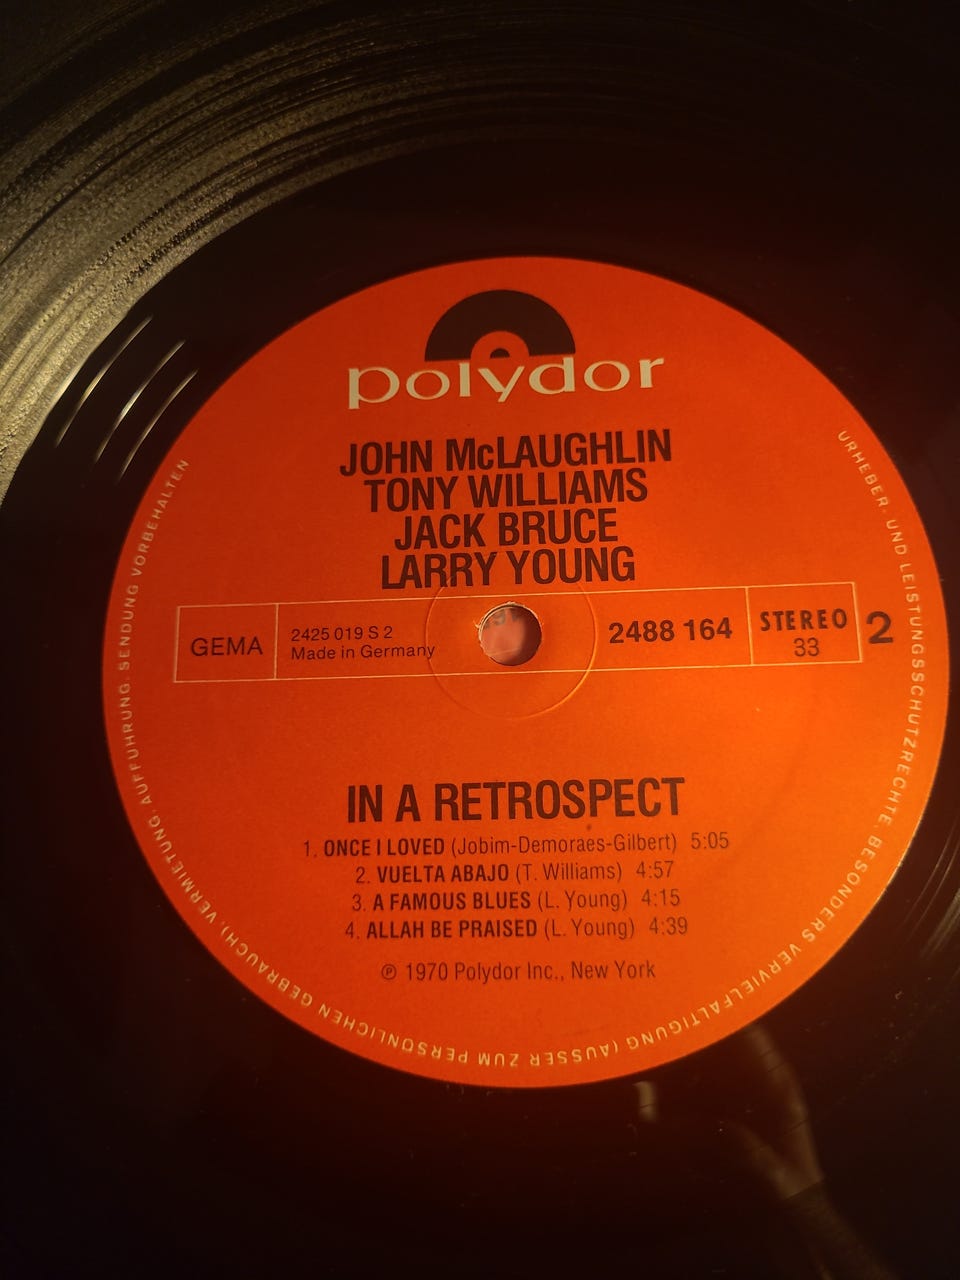 polydor
JOHN McLAUGHLIN
TONY WILLIAMS
JACK BRUCE
LARRY YOUNG
GEMA
2425 019 S 2
Made in Germany
2488 164
STEREO
33
2
IN A RETROSPECT
1. ONCE I LOVED (Jobim-Demoraes-Gilbert) 5:05
2. VUELTA ABAJO (T. Williams) 4:57
3. A FAMOUS BLUES (L. Young) 4:15
4. ALLAH BE PRAISED (L. Young) 4:39
℗ 1970 Polydor Inc., New York
URHEBER- UND LEISTUNGSSCHUTZRECHTE, BESONDERS VERVIELFÄLTIGUNG (AUSSER ZUM PERSÖNLICHEN GEBRAUCH), VERMIETUNG, AUFFÜHRUNG, SENDUNG VORBEHALTEN